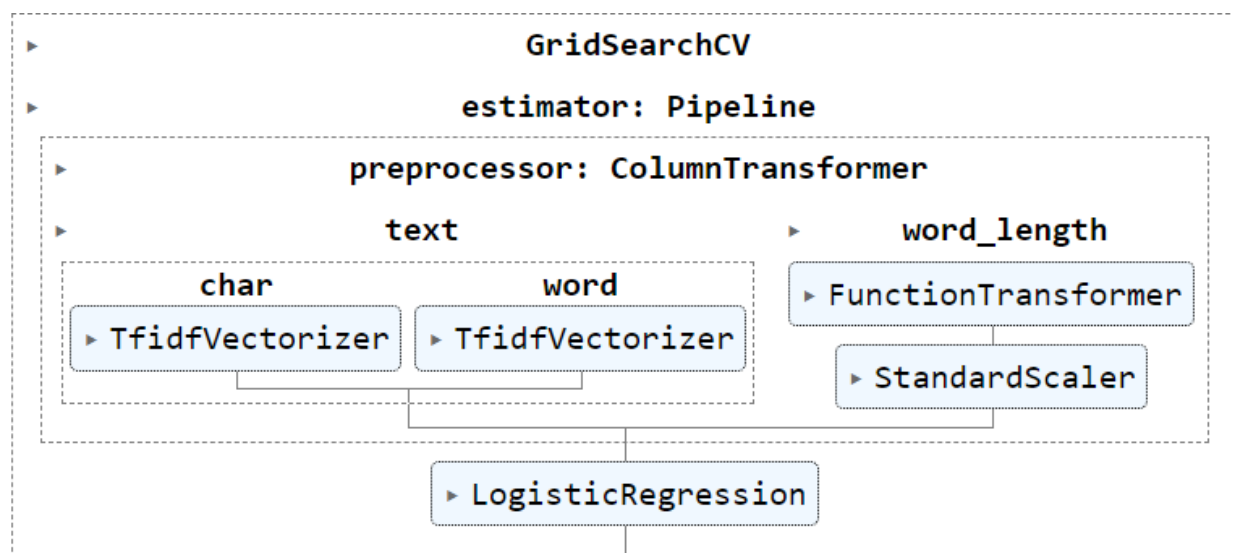 GridSearchCV
estimator: Pipeline
preprocessor: ColumnTransformer
text
word_length
char
word
FunctionTransformer
TfidfVectorizer
TfidfVectorizer
StandardScaler
LogisticRegression